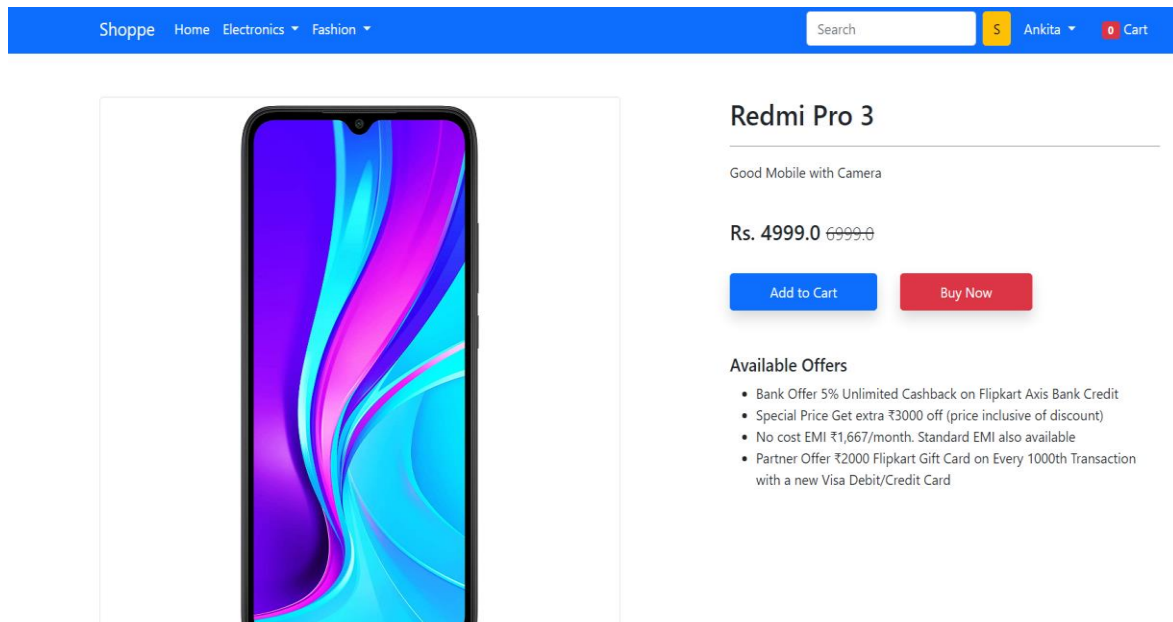 Shoppe Home Electronics Fashion Search S Ankita 0 Cart
Redmi Pro 3
Good Mobile with Camera
Rs. 4999.0 6999.0
Add to Cart Buy Now
Available Offers
• Bank Offer 5% Unlimited Cashback on Flipkart Axis Bank Credit
• Special Price Get extra ₹3000 off (price inclusive of discount)
• No cost EMI ₹1,667/month. Standard EMI also available
• Partner Offer ₹2000 Flipkart Gift Card on Every 1000th Transaction
with a new Visa Debit/Credit Card